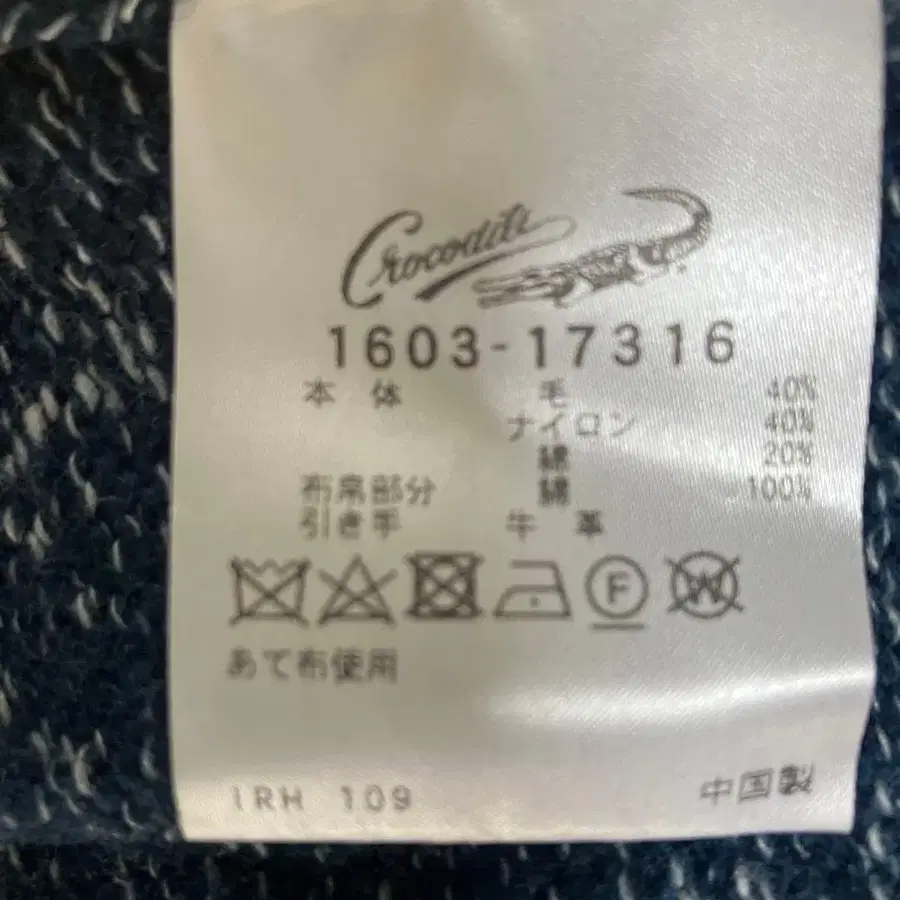 Crocodile
1603-17316
本体 毛 40%
ナイロン 40%
綿 20%
布帛部分 綿 100%
引き手 牛革
F W
あて布使用
IRH 109
中国製